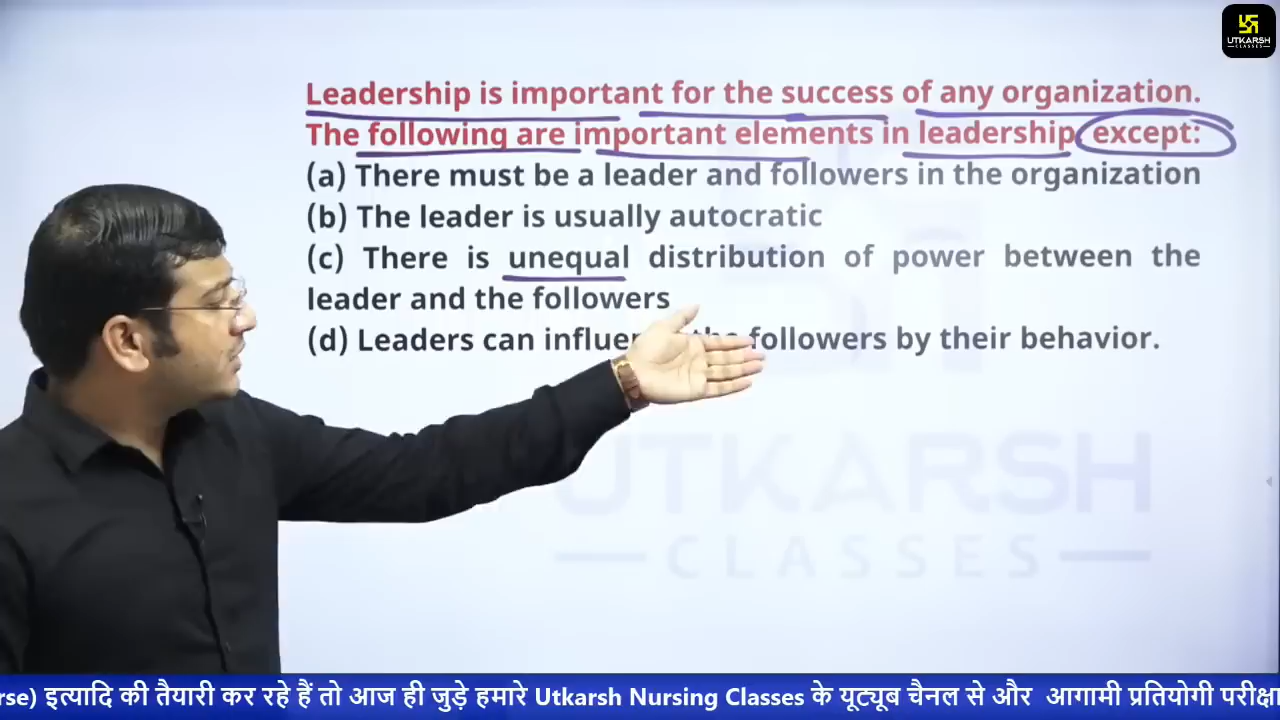 UTKARSH
CLASSES
Leadership is important for the success of any organization.
The following are important elements in leadership except:
(a) There must be a leader and followers in the organization
(b) The leader is usually autocratic
(c) There is unequal distribution of power between the
leader and the followers
(d) Leaders can the followers by their behavior.
UTKARSH
CLASSES
इत्यादि की तैयारी कर रहे हैं तो आज ही जुड़े हमारे Utkarsh Nursing Classes के यूट्यूब चैनल से और आगामी प्रतियोगी